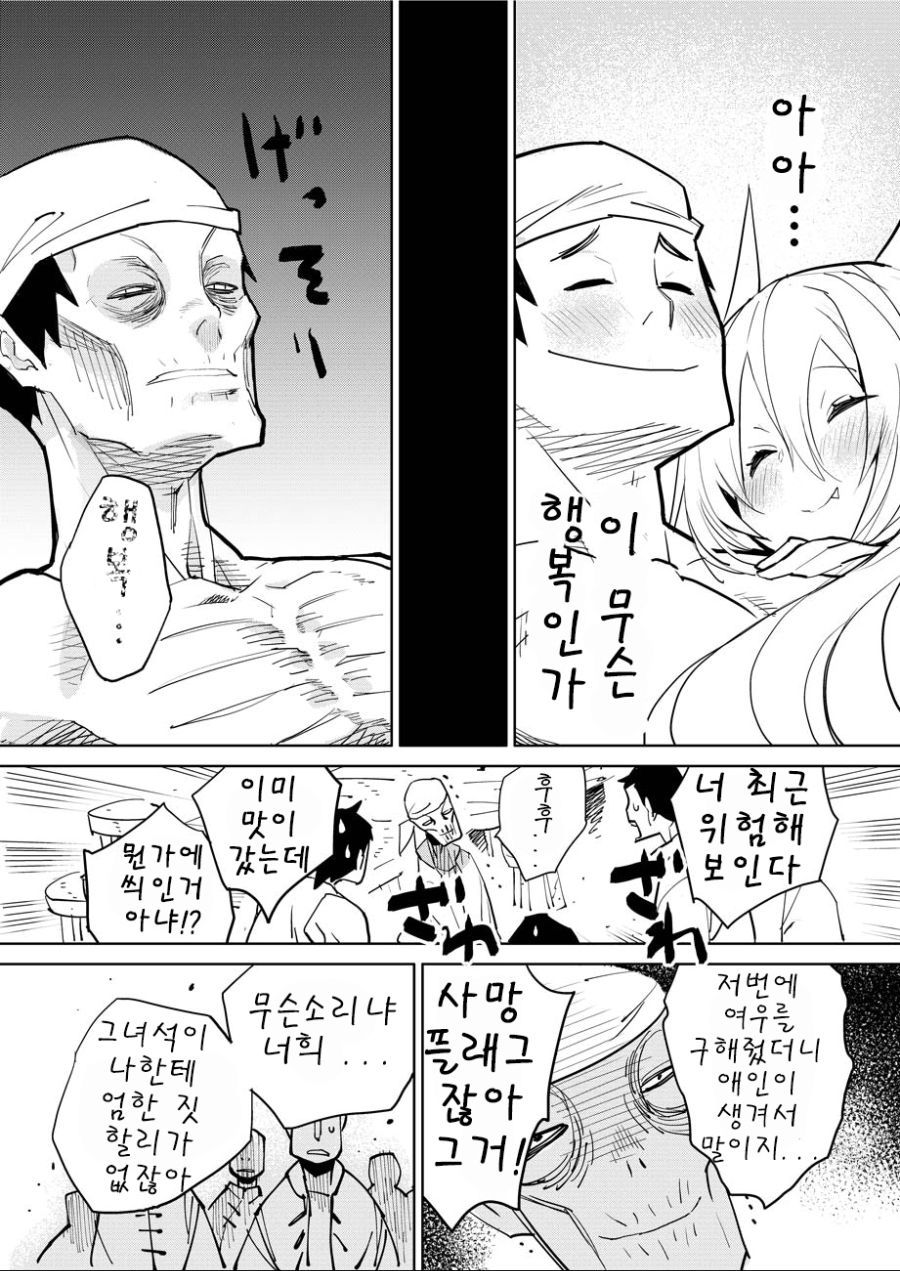 아
아
...
이 무슨
행복인가
げっそり
행복...
너 최근
위험해
보인다
후후...
이미
맛이
갔는데
뭔가에
씌인거
아냐!?
ざわ
ざわ
저번에
여우를
구해줬더니
애인이
생겨서
말이지...
사망
플래그
잖아
그거!
무슨소리냐
너희...
그녀석이
나한테
엄한 짓
할리가
없잖아